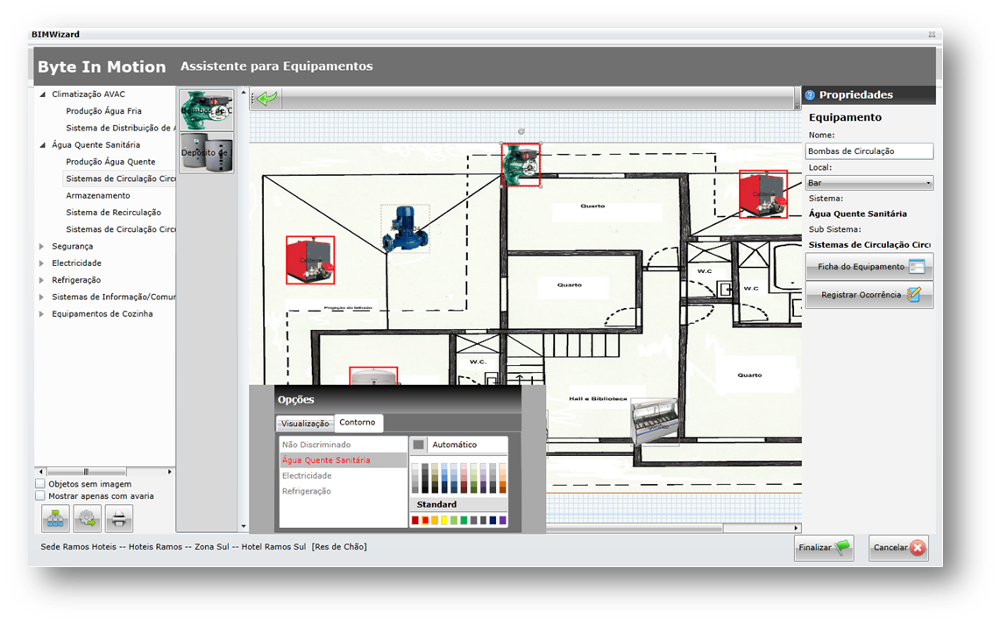 BIMWizard
Byte In Motion Assistente para Equipamentos
Climatização AVAC
Produção Água Fria
Sistema de Distribuição de
Água Quente Sanitária
Produção Água Quente
Sistemas de Circulação Circu
Armazenamento
Sistema de Recirculação
Sistemas de Circulação Circu
Segurança
Electricidade
Refrigeração
Sistemas de Informação/Comur
Equipamentos de Cozinha
Objetos sem imagem
Mostrar apenas com avaria
Bombas de C
Deposito de
Quarto
Quarto
W.C
W.C
Projeção do telhado
W.C.
Quarto
Hall e Biblioteca
Opções
Visualização
Contorno
Não Discriminado
Água Quente Sanitária
Electricidade
Refrigeração
Automático
Standard
Propriedades
Equipamento
Nome:
Bombas de Circulação
Local:
Bar
Sistema:
Água Quente Sanitária
Sub Sistema:
Sistemas de Circulação Circu
Ficha do Equipamento
Registrar Ocorrência
Sede Ramos Hoteis -- Hoteis Ramos -- Zona Sul -- Hotel Ramos Sul [Res de Chão]
Finalizar
Cancelar